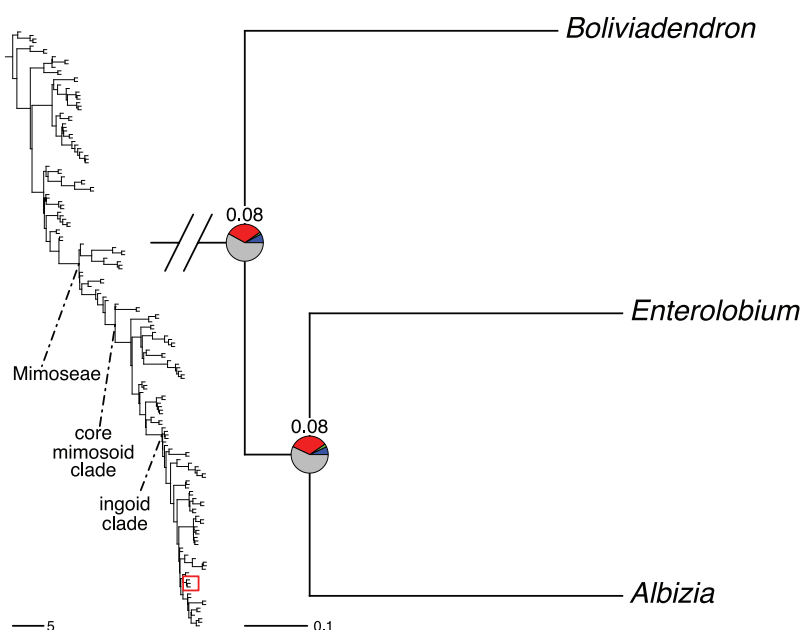 Boliviadendron
0.08
Enterolobium
Mimoseae
0.08
core
mimosoid
clade
ingoid
clade
Albizia
5
0.1